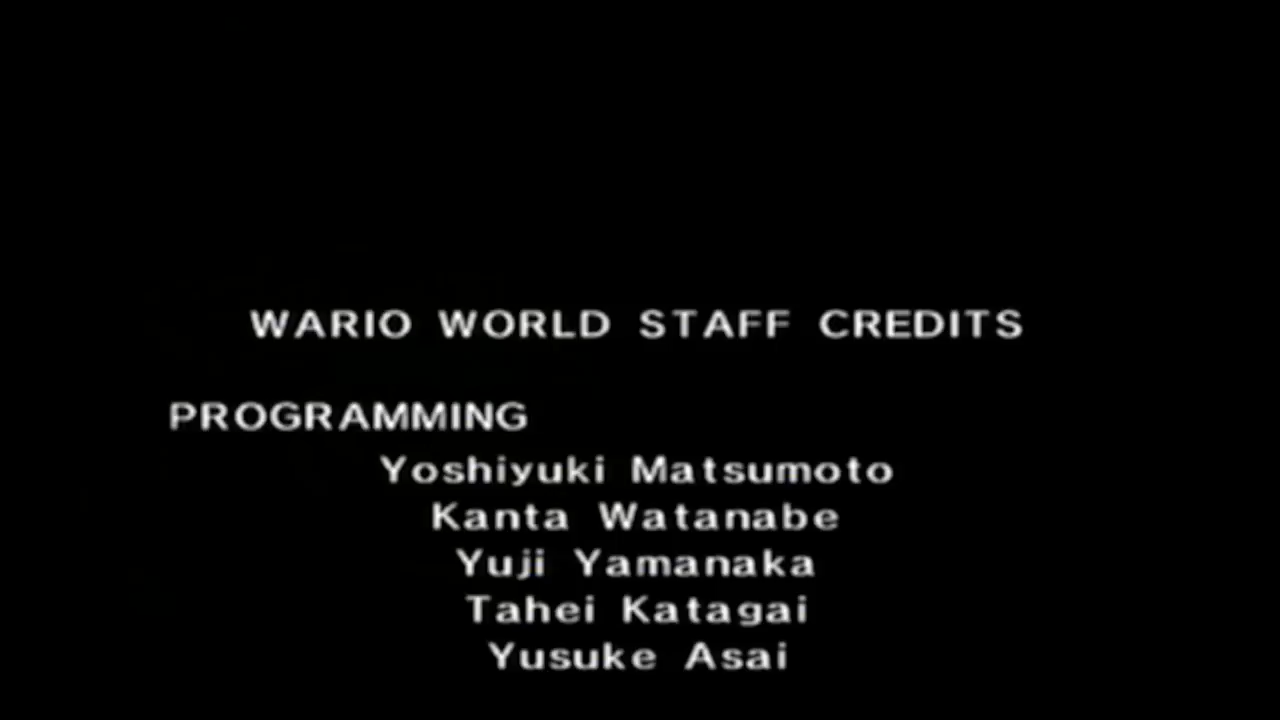 WARIO WORLD STAFF CREDITS
PROGRAMMING
Yoshiyuki Matsumoto
Kanta Watanabe
Yuji Yamanaka
Tahei Katagai
Yusuke Asai